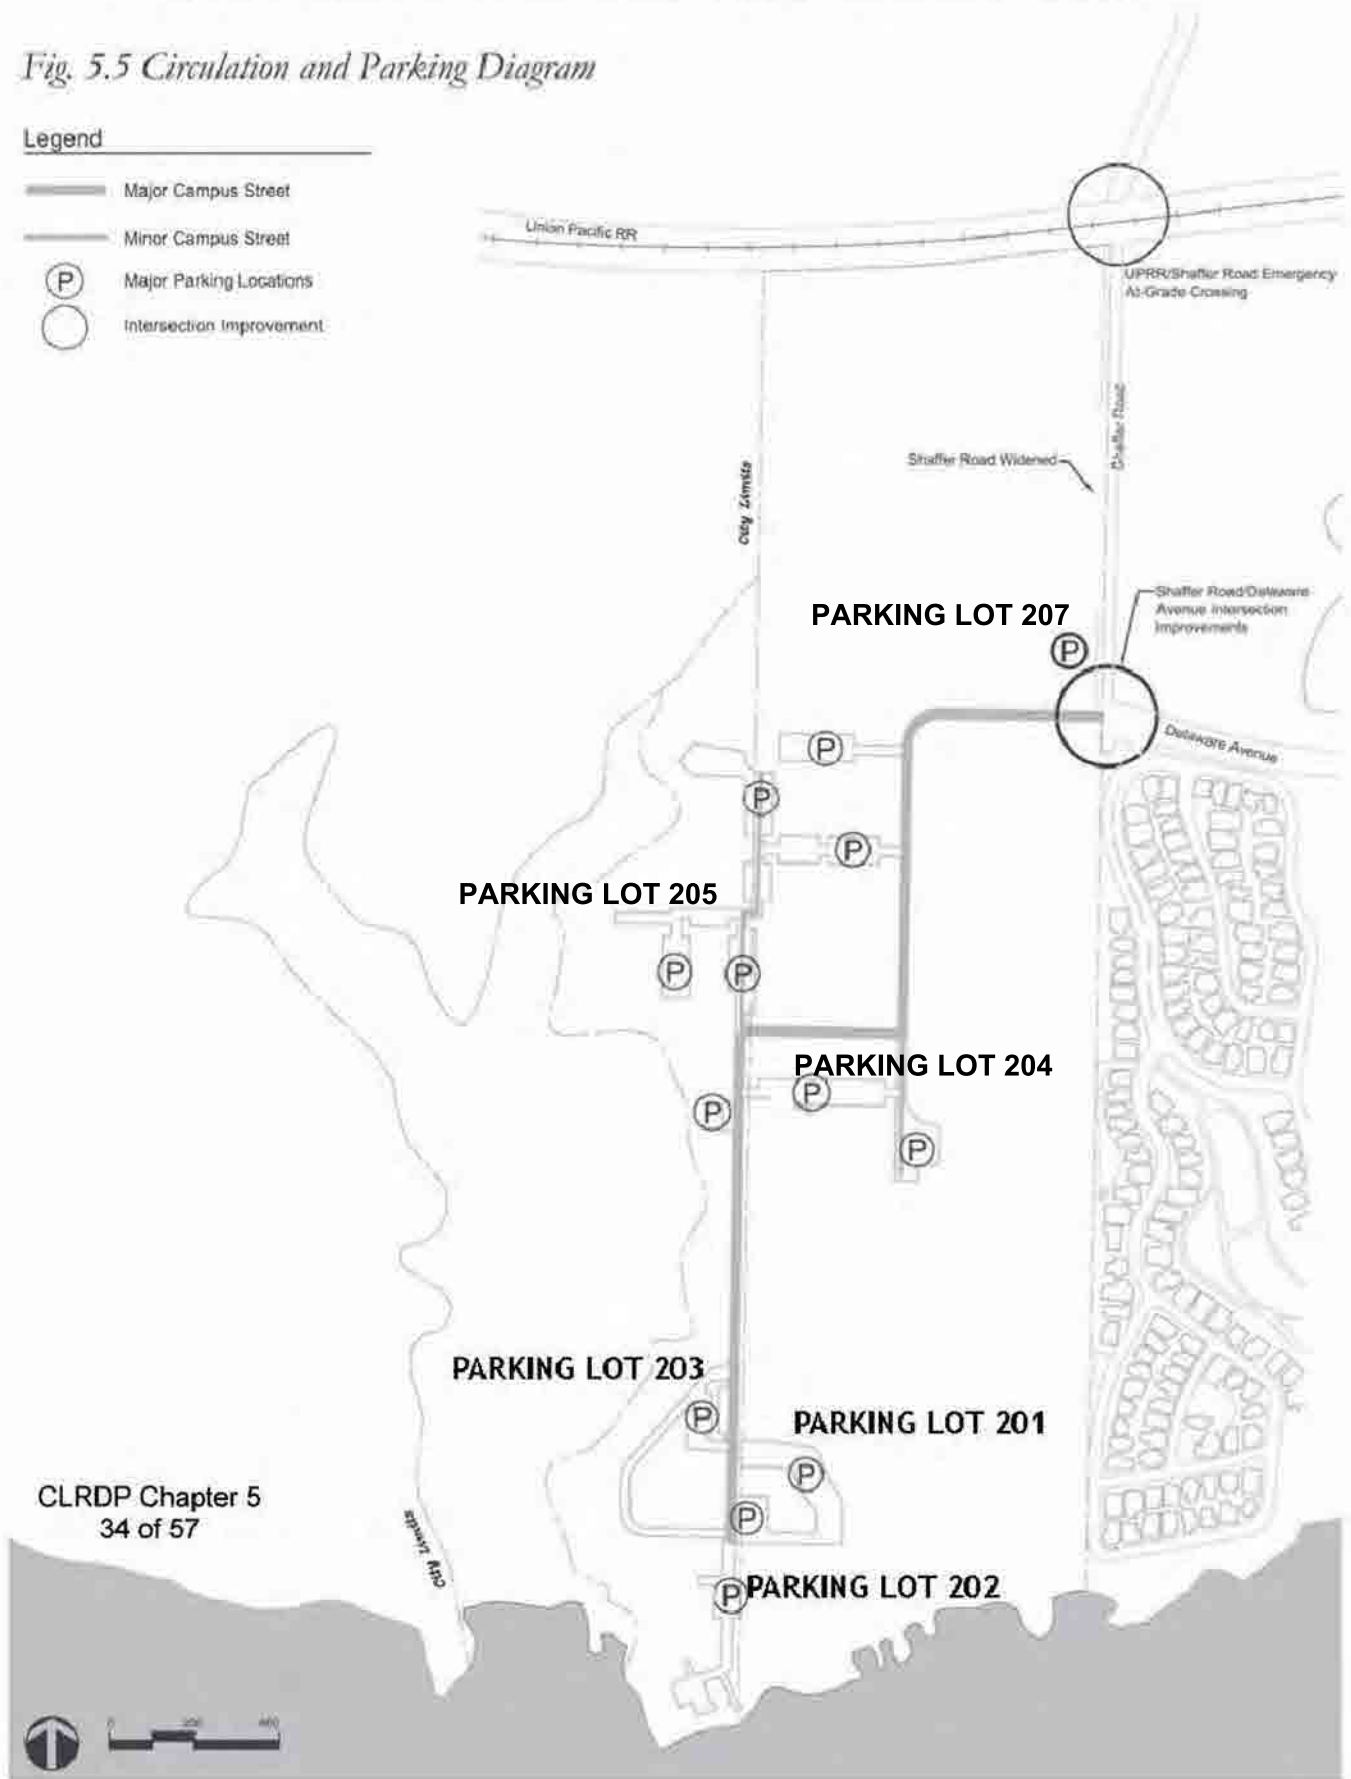 Fig. 5.5 Circulation and Parking Diagram
Legend
Major Campus Street
Minor Campus Street
P
Major Parking Locations
Intersection Improvement
Union Pacific RR
UPRR/Shaffer Road Emergency
At-Grade Crossing
Shaffer Road
Shaffer Road Widened
City Limits
Shaffer Road/Delaware
Avenue Intersection
Improvements
PARKING LOT 207
P
Delaware Avenue
P
P
P
PARKING LOT 205
P
P
PARKING LOT 204
P
P
P
PARKING LOT 203
P
PARKING LOT 201
P
P
CLRDP Chapter 5
34 of 57
City Limits
PARKING LOT 202
P
0